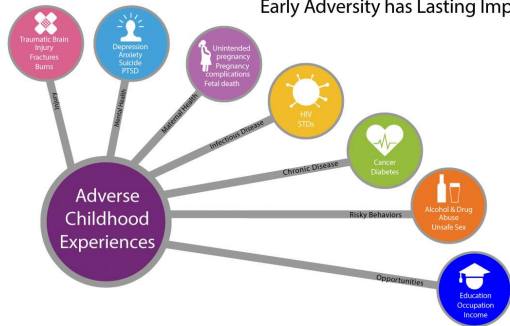 Early Adversity has Lasting Imp
Traumatic Brain
Injury
Fractures
Burns
Injury
Depression
Anxiety
Suicide
PTSD
Mental Health
Unintended
pregnancy
Pregnancy
complications
Fetal death
Maternal Health
HIV
STDs
Infectious Disease
Cancer
Diabetes
Chronic Disease
Alcohol & Drug
Abuse
Unsafe Sex
Risky Behaviors
Education
Occupation
Income
Opportunities
Adverse
Childhood
Experiences